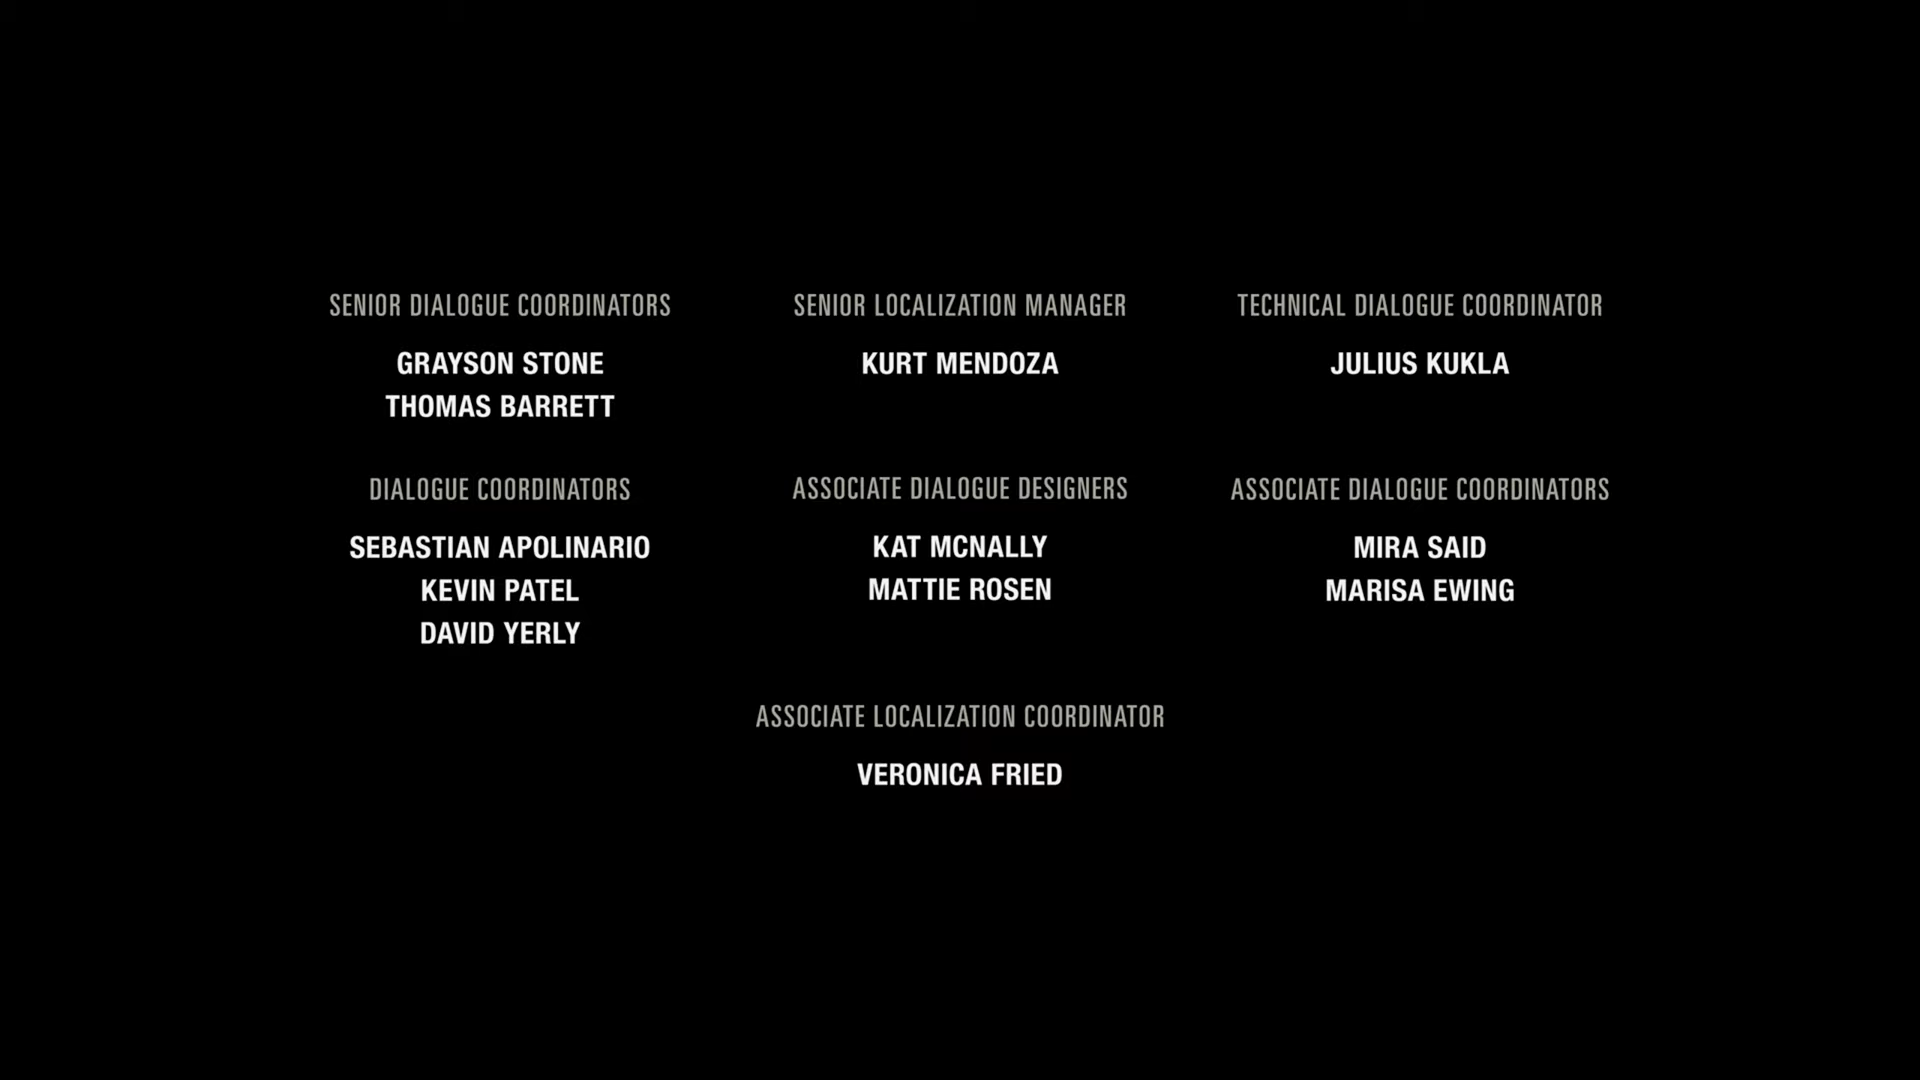 SENIOR DIALOGUE COORDINATORS
GRAYSON STONE
THOMAS BARRETT
SENIOR LOCALIZATION MANAGER
KURT MENDOZA
TECHNICAL DIALOGUE COORDINATOR
JULIUS KUKLA
DIALOGUE COORDINATORS
SEBASTIAN APOLINARIO
KEVIN PATEL
DAVID YERLY
ASSOCIATE DIALOGUE DESIGNERS
KAT MCNALLY
MATTIE ROSEN
ASSOCIATE DIALOGUE COORDINATORS
MIRA SAID
MARISA EWING
ASSOCIATE LOCALIZATION COORDINATOR
VERONICA FRIED